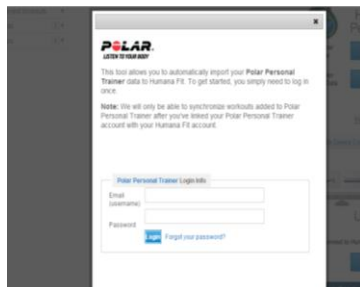 ×
POLAR.
LISTEN TO YOUR BODY
This tool allows you to automatically import your Polar Personal
Trainer data to Humana Fit. To get started, you simply need to log in
once.
Note: We will only be able to synchronize workouts added to Polar
Personal Trainer after you've linked your Polar Personal Trainer
account with your Humana Fit account.
Polar Personal Trainer Login Info
Email
(username)
Password
Login Forgot your password?